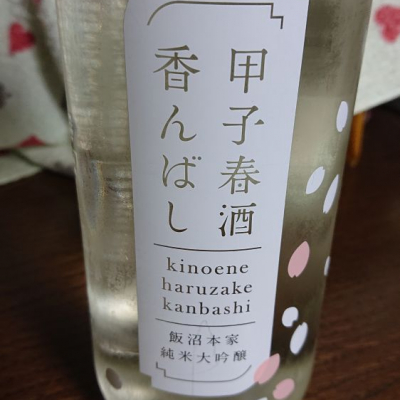 甲子春酒
香んばし
kinoene
haruzake
kanbashi
飯沼本家
純米大吟醸